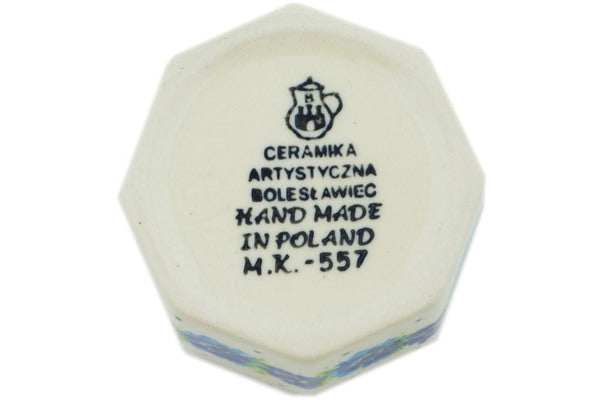 CERAMIKA
ARTYSTYCZNA
BOLESŁAWIEC
HAND MADE
IN POLAND
M.K. - 557